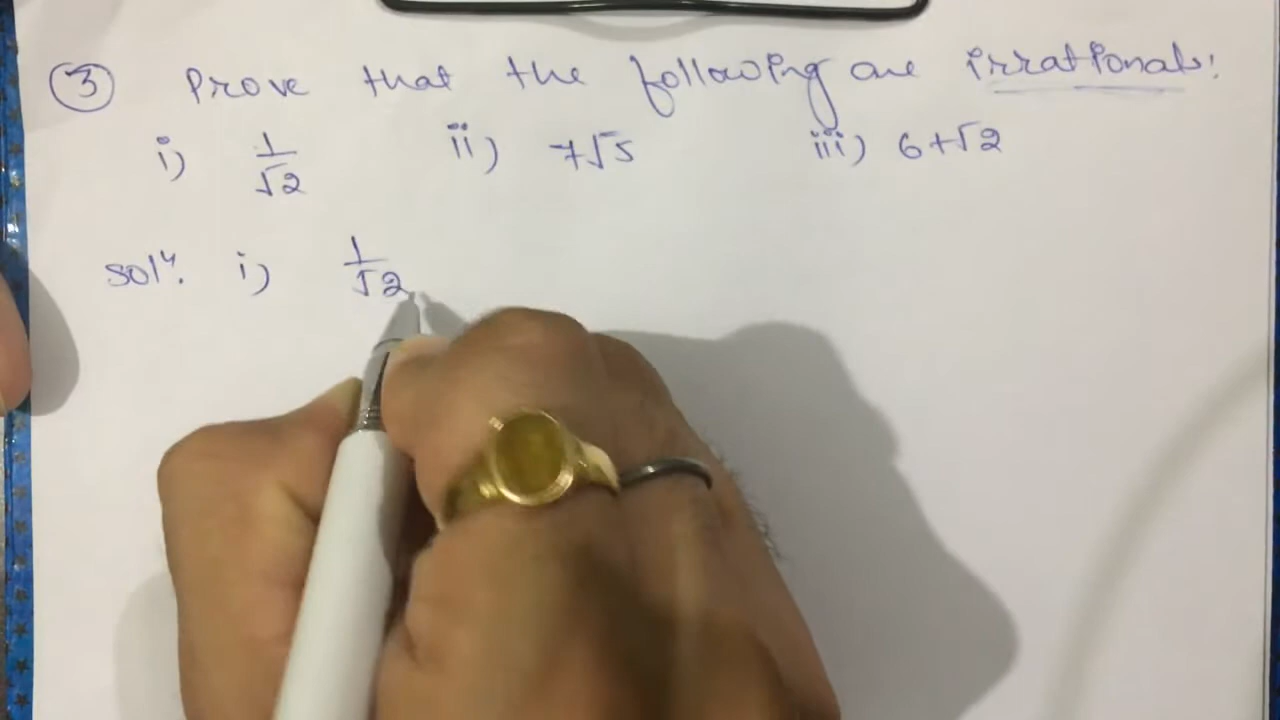 ③ Prove that the following are irrationals:
i) 1/√2 ii) 7√5 iii) 6+√2
Solⁿ. i) 1/√2